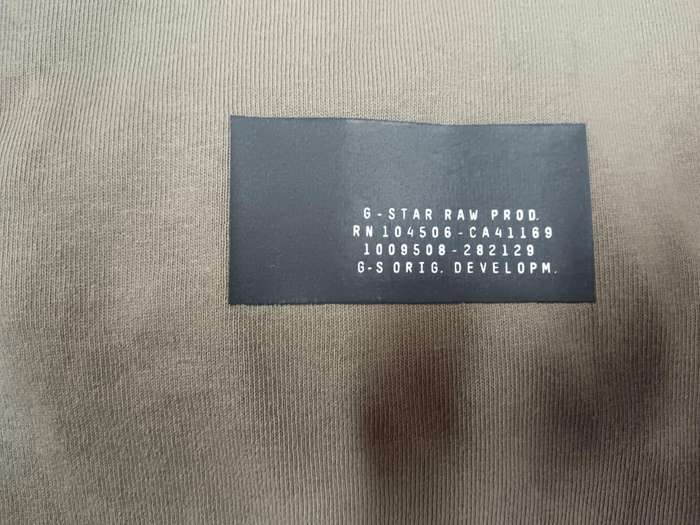 G-STAR RAW PROD.
RN 104506-CA41169
1009508-282129
G-S ORIG. DEVELOPM.